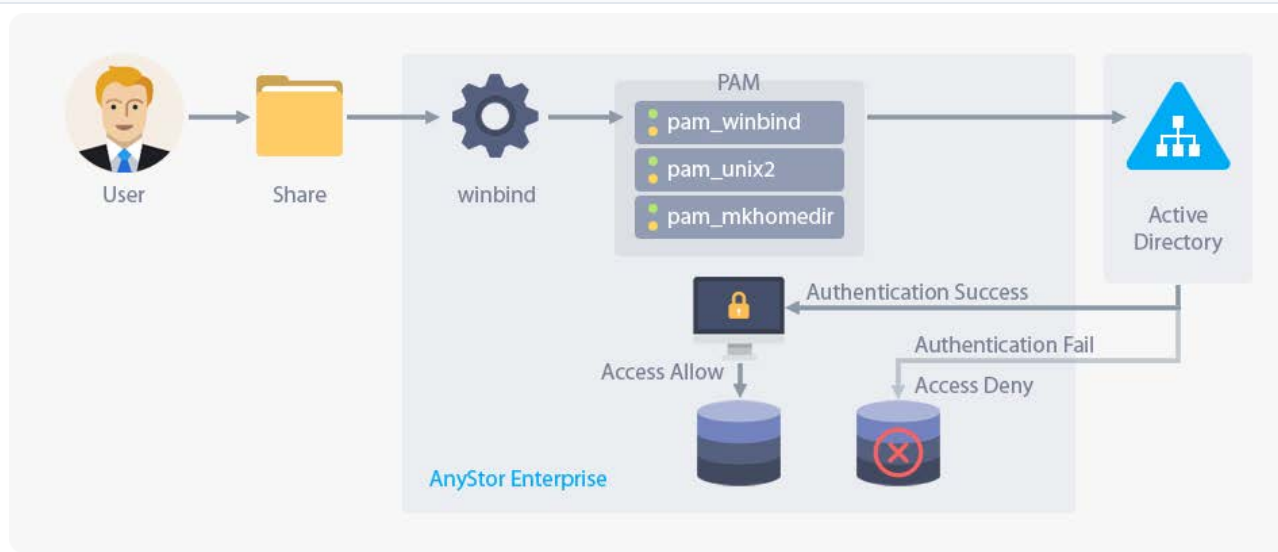 PAM
pam_winbind
pam_unix2
pam_mkhomedir
User
Share
winbind
Active
Directory
Authentication Success
Authentication Fail
Access Allow
Access Deny
AnyStor Enterprise